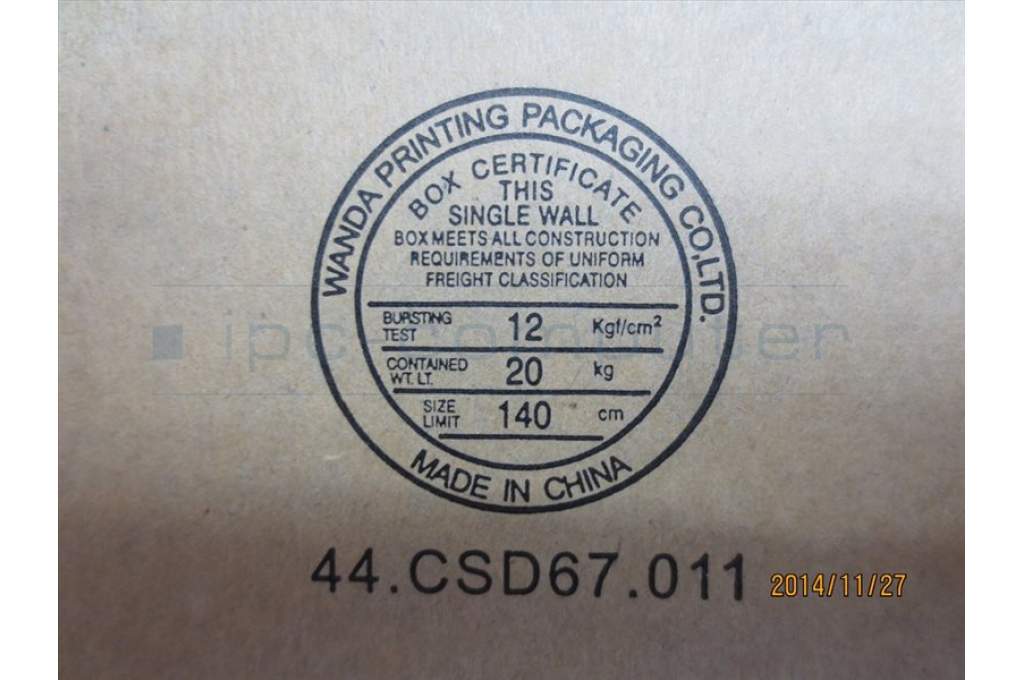 WANDA PRINTING PACKAGING CO,LTD.
BOX CERTIFICATE
THIS
SINGLE WALL
BOX MEETS ALL CONSTRUCTION
REQUIREMENTS OF UNIFORM
FREIGHT CLASSIFICATION
BURSTING TEST 12 Kgf/cm²
CONTAINED WT. LT. 20 kg
SIZE LIMIT 140 cm
MADE IN CHINA
ipc-computer
44.CSD67.011
2014/11/27